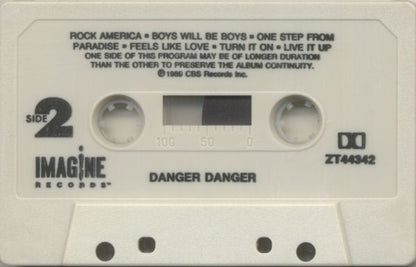 ROCK AMERICA • BOYS WILL BE BOYS • ONE STEP FROM
PARADISE • FEELS LIKE LOVE • TURN IT ON • LIVE IT UP
ONE SIDE OF THIS PROGRAM MAY BE OF LONGER DURATION
THAN THE OTHER TO PRESERVE THE ALBUM CONTINUITY.
℗ 1989 CBS Records Inc.
SIDE 2
100 50 0
ZT44342
IMAGINE
RECORDS™
DANGER DANGER